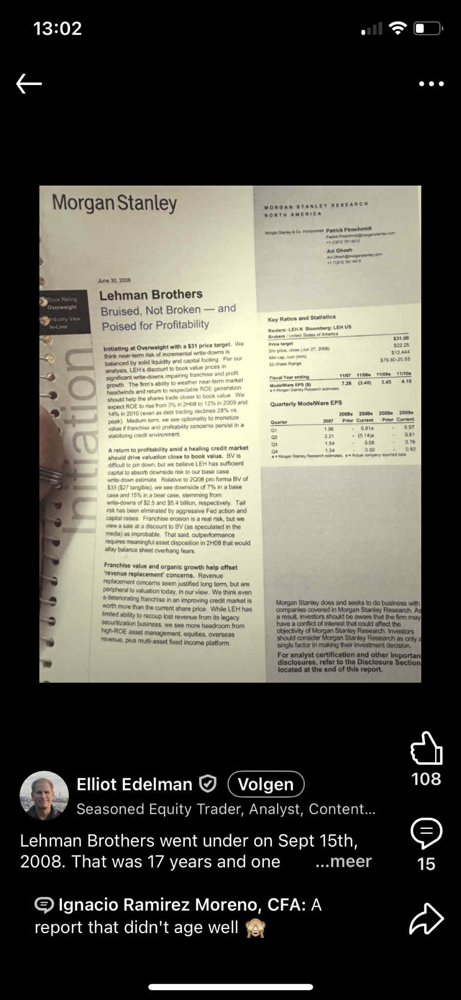 13:02
Morgan Stanley
MORGAN STANLEY RESEARCH
NORTH AMERICA
Morgan Stanley & Co. Incorporated
Patrick Pinschmidt
Patrick.Pinschmidt@morganstanley.com
+1 (1)212 761 6412
Avi Ghosh
Avi.Ghosh@morganstanley.com
+1 (1)212 761 4410
June 30, 2008
Stock Rating
Overweight
Industry View
In-Line
Initiation
Lehman Brothers
Bruised, Not Broken — and
Poised for Profitability
Initiating at Overweight with a $31 price target. We
think near-term risk of incremental write-downs is
balanced by solid liquidity and capital footing. Per our
analysis, LEH's discount to book value prices in
significant write-downs impairing franchise and profit
growth. The firm's ability to weather near-term market
headwinds and return to respectable ROE generation
should help the shares trade closer to book value. We
expect ROE to rise from 3% in 2H08 to 12% in 2009 and
14% in 2010 (even as debt trading declines 28% vs.
peak). Medium term, we see optionality to monetize
value if franchise and profitability concerns persist in a
stabilizing credit environment.
A return to profitability amid a healing credit market
should drive valuation close to book value. BV is
difficult to pin down, but we believe LEH has sufficient
capital to absorb downside risk to our base case
write-down estimate. Relative to 2Q08 pro forma BV of
$33 ($27 tangible), we see downside of 7% in a base
case and 15% in a bear case, stemming from
write-downs of $2.5 and $5.4 billion, respectively. Tail
risk has been eliminated by aggressive Fed action and
capital raises. Franchise erosion is a real risk, but we
view a sale at a discount to BV (as speculated in the
media) as improbable. That said, outperformance
requires meaningful asset disposition in 2H08 that would
allay balance sheet overhang fears.
Franchise value and organic growth help offset
'revenue replacement' concerns. Revenue
replacement concerns seem justified long term, but are
peripheral to valuation today, in our view. We think even
a deteriorating franchise in an improving credit market is
worth more than the current share price. While LEH has
limited ability to recoup lost revenue from its legacy
securitization business, we see more headroom from
high-ROE asset management, equities, overseas
revenue, plus multi-asset fixed income platform.
Key Ratios and Statistics
Reuters: LEH.N Bloomberg: LEH US
Brokers / United States of America
Price target $31.00
Shr price, close (Jun 27, 2008) $22.25
Mkt cap, curr (mm) $12,444
52-Week Range $76.80-20.55
Fiscal Year ending 11/07 11/08e 11/09e 11/10e
ModelWare EPS ($) 7.26 (3.40) 3.45 4.15
e = Morgan Stanley Research estimates
Quarterly ModelWare EPS
2008e 2008e 2009e 2009e
Quarter 2007 Prior Current Prior Current
Q1 1.96 - 0.81a - 0.97
Q2 2.21 - (5.14)a - 0.81
Q3 1.54 - 0.08 - 0.76
Q4 1.54 - 0.30 - 0.92
e = Morgan Stanley Research estimates, a = Actual company reported data
Morgan Stanley does and seeks to do business with
companies covered in Morgan Stanley Research. As
a result, investors should be aware that the firm may
have a conflict of interest that could affect the
objectivity of Morgan Stanley Research. Investors
should consider Morgan Stanley Research as only a
single factor in making their investment decision.
For analyst certification and other importan
disclosures, refer to the Disclosure Section
located at the end of this report.
108
Elliot Edelman
Volgen
Seasoned Equity Trader, Analyst, Content...
Lehman Brothers went under on Sept 15th,
2008. That was 17 years and one ...meer
15
Ignacio Ramirez Moreno, CFA: A
report that didn't age well 🙈